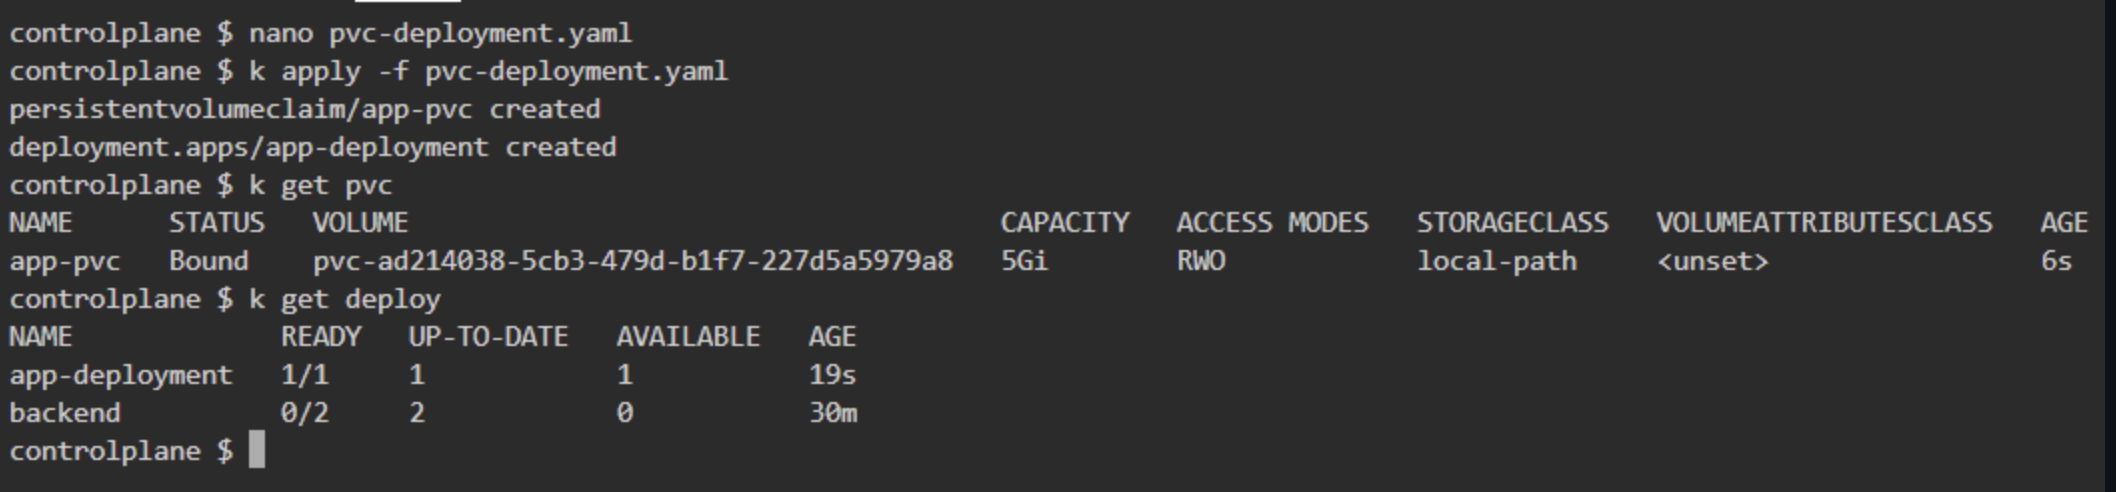 controlplane $ nano pvc-deployment.yaml
controlplane $ k apply -f pvc-deployment.yaml
persistentvolumeclaim/app-pvc created
deployment.apps/app-deployment created
controlplane $ k get pvc
NAME      STATUS   VOLUME                                     CAPACITY   ACCESS MODES   STORAGECLASS   VOLUMEATTRIBUTESCLASS   AGE
app-pvc   Bound    pvc-ad214038-5cb3-479d-b1f7-227d5a5979a8   5Gi        RWO            local-path     <unset>                 6s
controlplane $ k get deploy
NAME             READY   UP-TO-DATE   AVAILABLE   AGE
app-deployment   1/1     1            1           19s
backend          0/2     2            0           30m
controlplane $